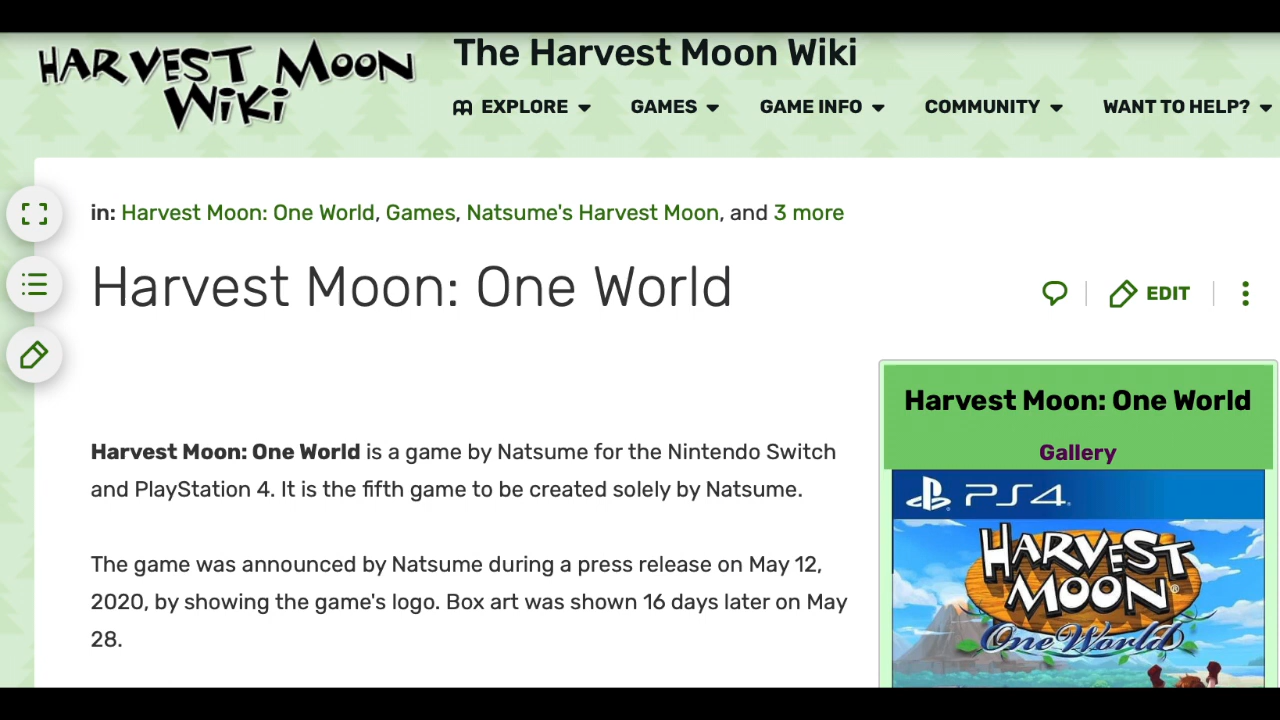 HARVEST MOON
WiKi
The Harvest Moon Wiki
EXPLORE GAMES GAME INFO COMMUNITY WANT TO HELP?
in: Harvest Moon: One World, Games, Natsume's Harvest Moon, and 3 more
Harvest Moon: One World
EDIT
Harvest Moon: One World is a game by Natsume for the Nintendo Switch
and PlayStation 4. It is the fifth game to be created solely by Natsume.
The game was announced by Natsume during a press release on May 12,
2020, by showing the game's logo. Box art was shown 16 days later on May
28.
Harvest Moon: One World
Gallery
PS4
HARVEST
MOON®
One World